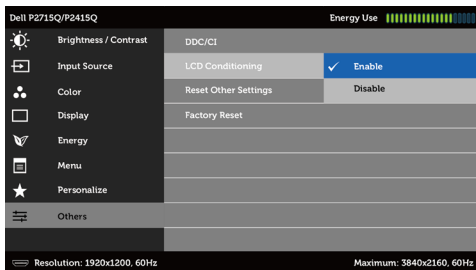 Dell P2715Q/P2415Q Energy Use
Brightness / Contrast DDC/CI
Input Source LCD Conditioning ✓ Enable
Color Reset Other Settings Disable
Display Factory Reset
Energy
Menu
Personalize
Others
Resolution: 1920x1200, 60Hz Maximum: 3840x2160, 60Hz